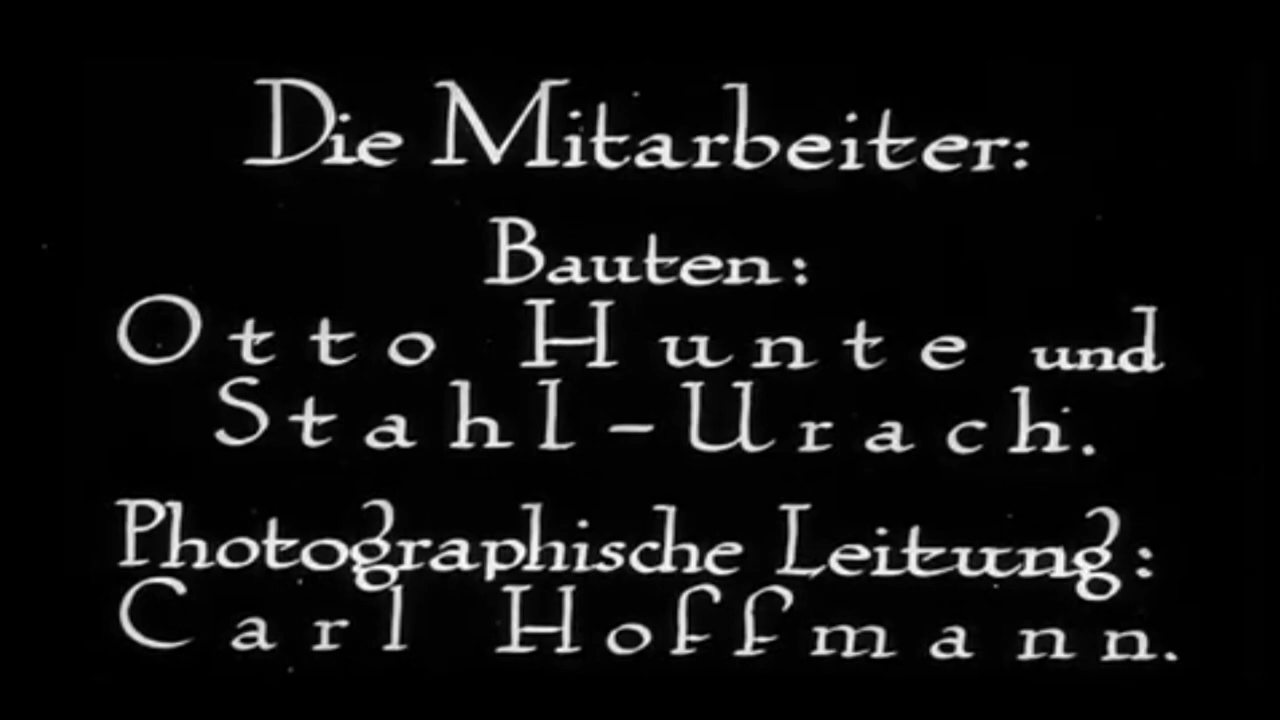 Die Mitarbeiter:
Bauten:
Otto Hunte und
Stahl-Urach.
Photographische Leitung:
Carl Hoffmann.